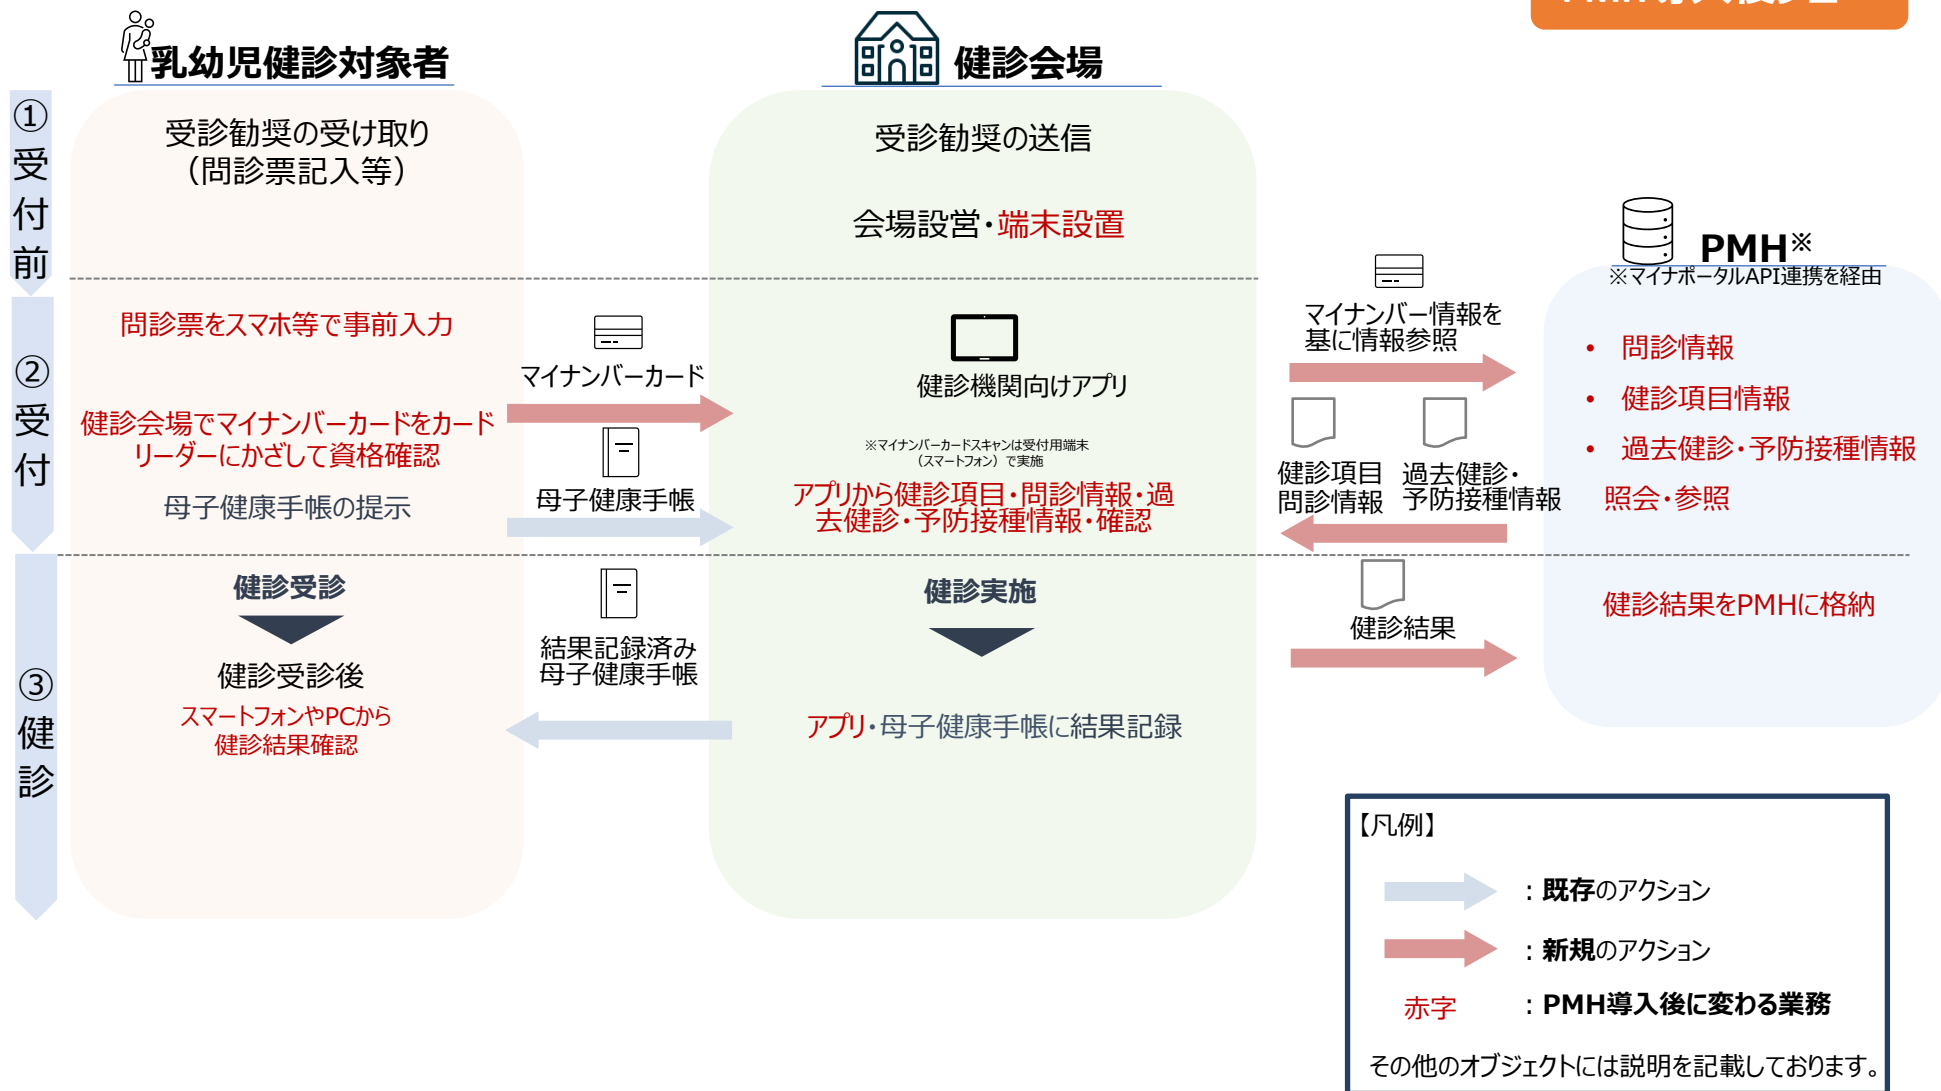 乳幼児健診対象者
健診会場
①
受
付
前
受診勧奨の受け取り
（問診票記入等）
受診勧奨の送信
会場設営・端末設置
PMH※
※マイナポータルAPI連携を経由
②
受
付
問診票をスマホ等で事前入力
健診会場でマイナンバーカードをカード
リーダーにかざして資格確認
母子健康手帳の提示
マイナンバーカード
母子健康手帳
健診機関向けアプリ
※マイナンバーカードスキャンは受付用端末
（スマートフォン）で実施
アプリから健診項目・問診情報・過
去健診・予防接種情報・確認
マイナンバー情報を
基に情報参照
健診項目
問診情報
過去健診・
予防接種情報
• 問診情報
• 健診項目情報
• 過去健診・予防接種情報
照会・参照
③
健
診
健診受診
健診受診後
スマートフォンやPCから
健診結果確認
結果記録済み
母子健康手帳
健診実施
アプリ・母子健康手帳に結果記録
健診結果
健診結果をPMHに格納
【凡例】
：既存のアクション
：新規のアクション
赤字 ：PMH導入後に変わる業務
その他のオブジェクトには説明を記載しております。